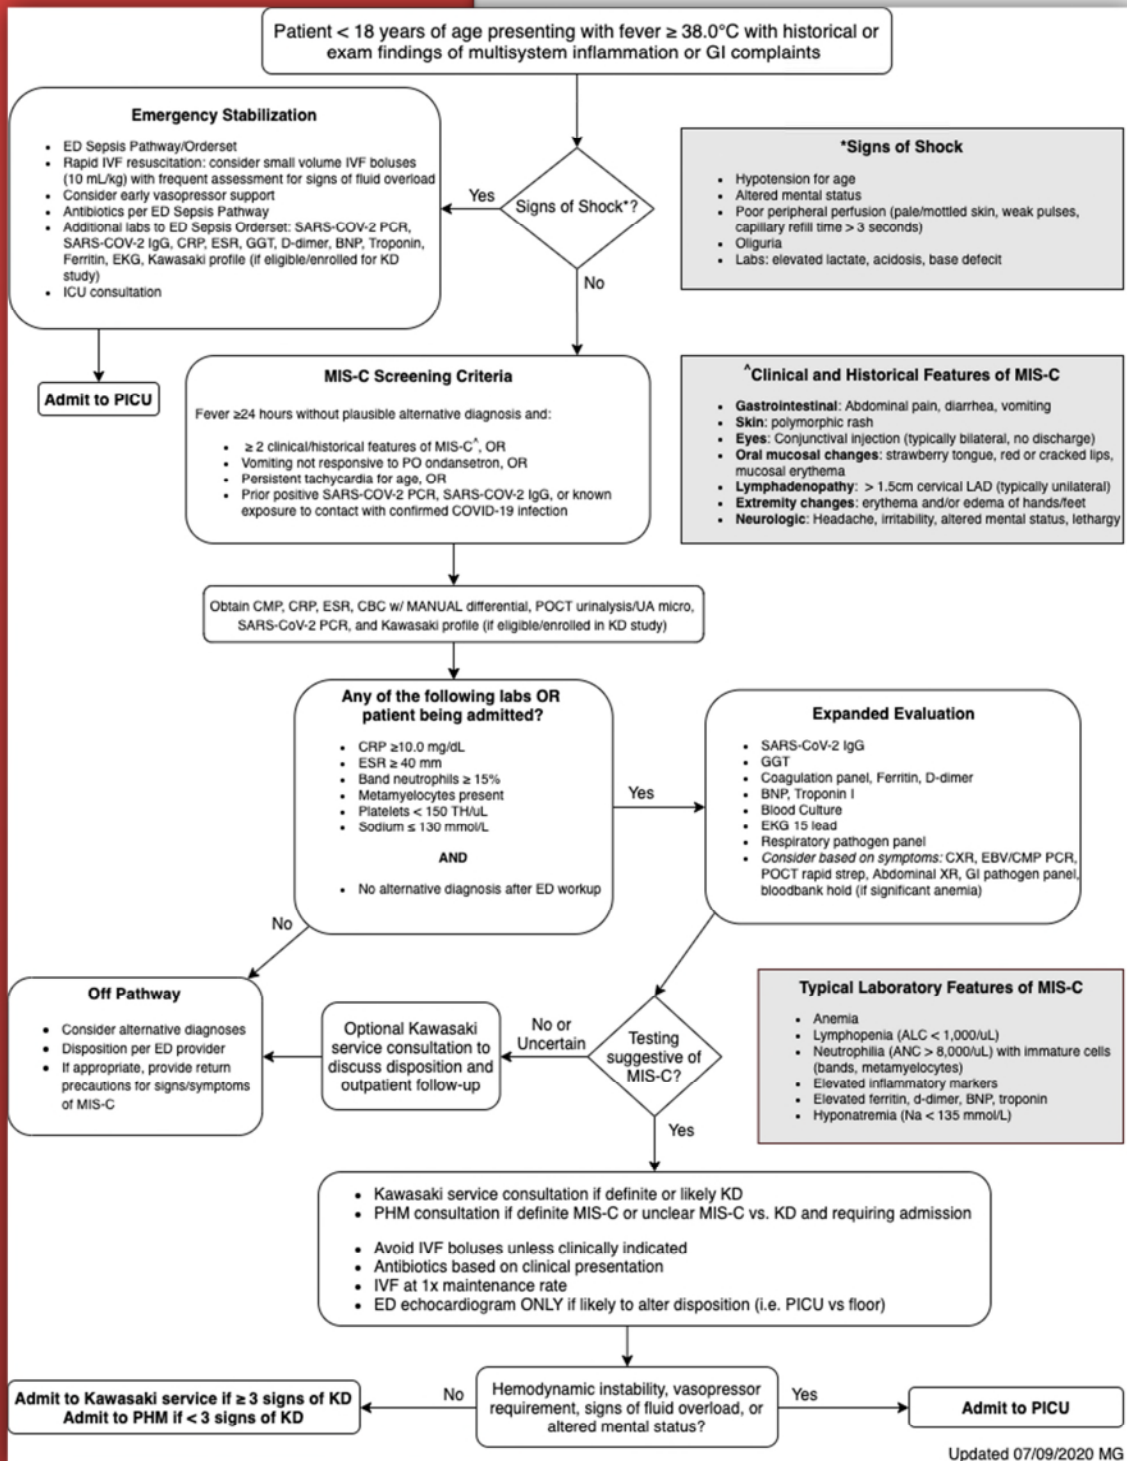 Patient < 18 years of age presenting with fever ≥ 38.0°C with historical or
exam findings of multisystem inflammation or GI complaints
Emergency Stabilization
• ED Sepsis Pathway/Orderset
• Rapid IVF resuscitation: consider small volume IVF boluses
(10 mL/kg) with frequent assessment for signs of fluid overload
• Consider early vasopressor support
• Antibiotics per ED Sepsis Pathway
• Additional labs to ED Sepsis Orderset: SARS-COV-2 PCR,
SARS-COV-2 IgG, CRP, ESR, GGT, D-dimer, BNP, Troponin,
Ferritin, EKG, Kawasaki profile (if eligible/enrolled for KD
study)
• ICU consultation
Yes
Signs of Shock*?
No
*Signs of Shock
• Hypotension for age
• Altered mental status
• Poor peripheral perfusion (pale/mottled skin, weak pulses,
capillary refill time > 3 seconds)
• Oliguria
• Labs: elevated lactate, acidosis, base defecit
Admit to PICU
MIS-C Screening Criteria
Fever ≥24 hours without plausible alternative diagnosis and:
• ≥ 2 clinical/historical features of MIS-C^, OR
• Vomiting not responsive to PO ondansetron, OR
• Persistent tachycardia for age, OR
• Prior positive SARS-COV-2 PCR, SARS-COV-2 IgG, or known
exposure to contact with confirmed COVID-19 infection
^Clinical and Historical Features of MIS-C
• Gastrointestinal: Abdominal pain, diarrhea, vomiting
• Skin: polymorphic rash
• Eyes: Conjunctival injection (typically bilateral, no discharge)
• Oral mucosal changes: strawberry tongue, red or cracked lips,
mucosal erythema
• Lymphadenopathy: > 1.5cm cervical LAD (typically unilateral)
• Extremity changes: erythema and/or edema of hands/feet
• Neurologic: Headache, irritability, altered mental status, lethargy
Obtain CMP, CRP, ESR, CBC w/ MANUAL differential, POCT urinalysis/UA micro,
SARS-CoV-2 PCR, and Kawasaki profile (if eligible/enrolled in KD study)
Any of the following labs OR
patient being admitted?
• CRP ≥10.0 mg/dL
• ESR ≥ 40 mm
• Band neutrophils ≥ 15%
• Metamyelocytes present
• Platelets < 150 TH/uL
• Sodium ≤ 130 mmol/L
AND
• No alternative diagnosis after ED workup
Yes
No
Expanded Evaluation
• SARS-CoV-2 IgG
• GGT
• Coagulation panel, Ferritin, D-dimer
• BNP, Troponin I
• Blood Culture
• EKG 15 lead
• Respiratory pathogen panel
• Consider based on symptoms: CXR, EBV/CMP PCR,
POCT rapid strep, Abdominal XR, GI pathogen panel,
bloodbank hold (if significant anemia)
Off Pathway
• Consider alternative diagnoses
• Disposition per ED provider
• If appropriate, provide return
precautions for signs/symptoms
of MIS-C
Optional Kawasaki
service consultation to
discuss disposition and
outpatient follow-up
No or
Uncertain
Testing
suggestive of
MIS-C?
Yes
Typical Laboratory Features of MIS-C
• Anemia
• Lymphopenia (ALC < 1,000/uL)
• Neutrophilia (ANC > 8,000/uL) with immature cells
(bands, metamyelocytes)
• Elevated inflammatory markers
• Elevated ferritin, d-dimer, BNP, troponin
• Hyponatremia (Na < 135 mmol/L)
• Kawasaki service consultation if definite or likely KD
• PHM consultation if definite MIS-C or unclear MIS-C vs. KD and requiring admission
• Avoid IVF boluses unless clinically indicated
• Antibiotics based on clinical presentation
• IVF at 1x maintenance rate
• ED echocardiogram ONLY if likely to alter disposition (i.e. PICU vs floor)
Admit to Kawasaki service if ≥ 3 signs of KD
Admit to PHM if < 3 signs of KD
No
Hemodynamic instability, vasopressor
requirement, signs of fluid overload, or
altered mental status?
Yes
Admit to PICU
Updated 07/09/2020 MG